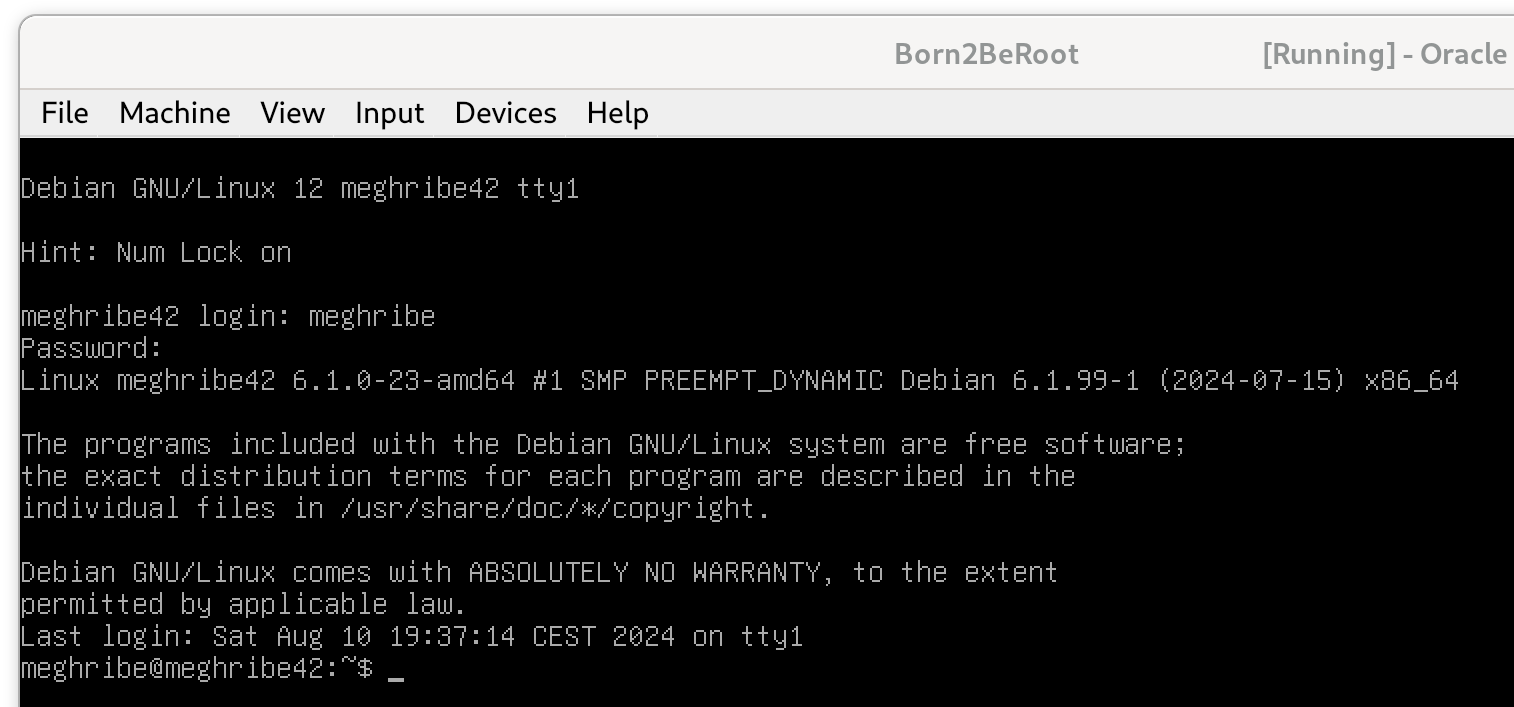 Born2BeRoot [Running] - Oracle
File Machine View Input Devices Help
Debian GNU/Linux 12 meghribe42 tty1
Hint: Num Lock on
meghribe42 login: meghribe
Password:
Linux meghribe42 6.1.0-23-amd64 #1 SMP PREEMPT_DYNAMIC Debian 6.1.99-1 (2024-07-15) x86_64
The programs included with the Debian GNU/Linux system are free software;
the exact distribution terms for each program are described in the
individual files in /usr/share/doc/*/copyright.
Debian GNU/Linux comes with ABSOLUTELY NO WARRANTY, to the extent
permitted by applicable law.
Last login: Sat Aug 10 19:37:14 CEST 2024 on tty1
meghribe@meghribe42:~$ _